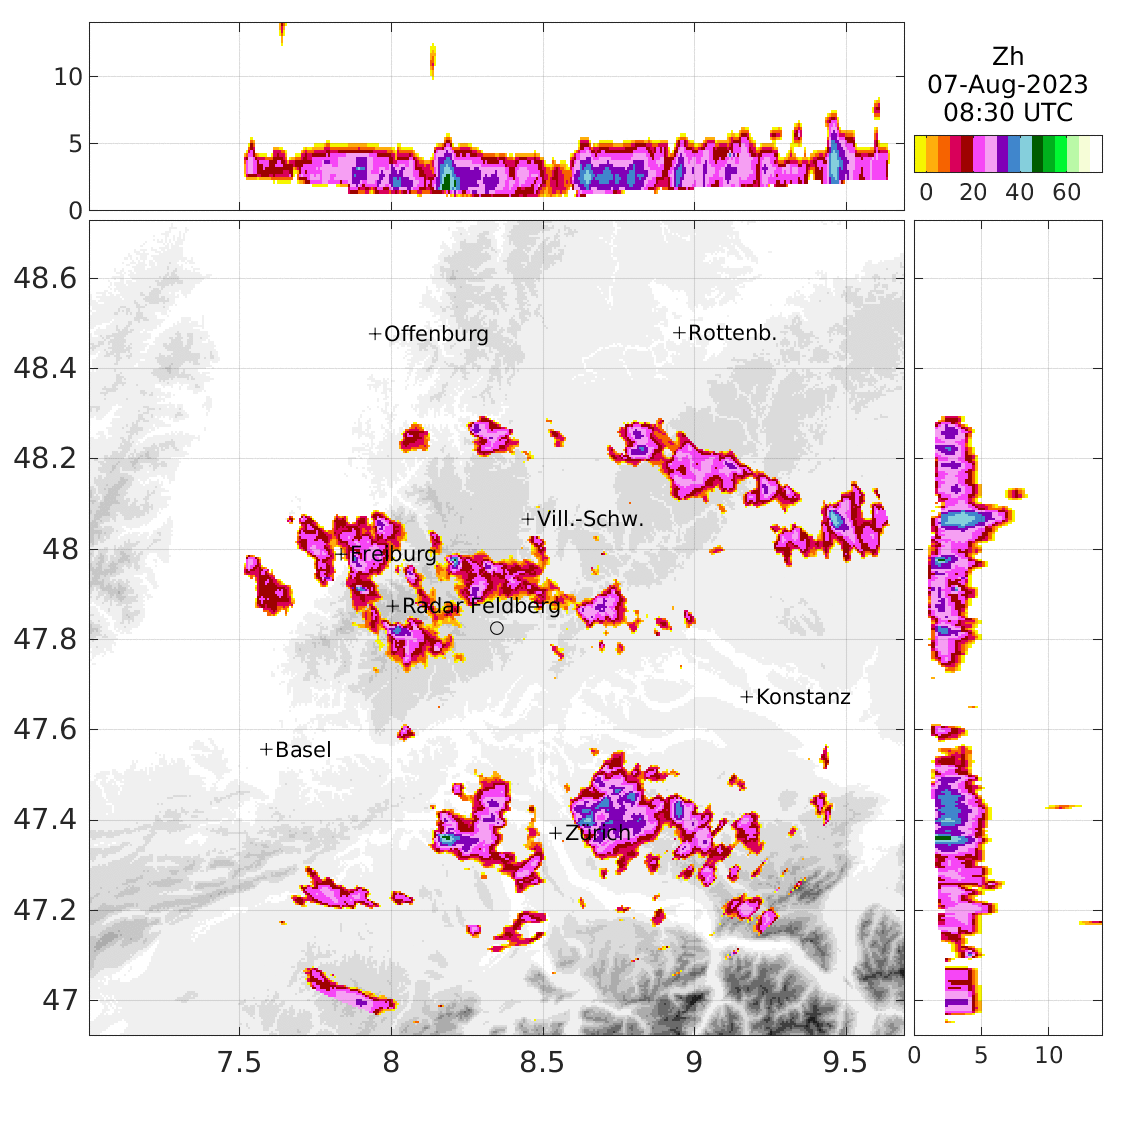 10
5
0
Zh
07-Aug-2023
08:30 UTC
0 20 40 60
48.6
48.4
48.2
48
47.8
47.6
47.4
47.2
47
+Offenburg
+Rottenb.
+Vill.-Schw.
+Freiburg
+Radar Feldberg
+Konstanz
+Basel
+Zürich
7.5 8 8.5 9 9.5
0 5 10